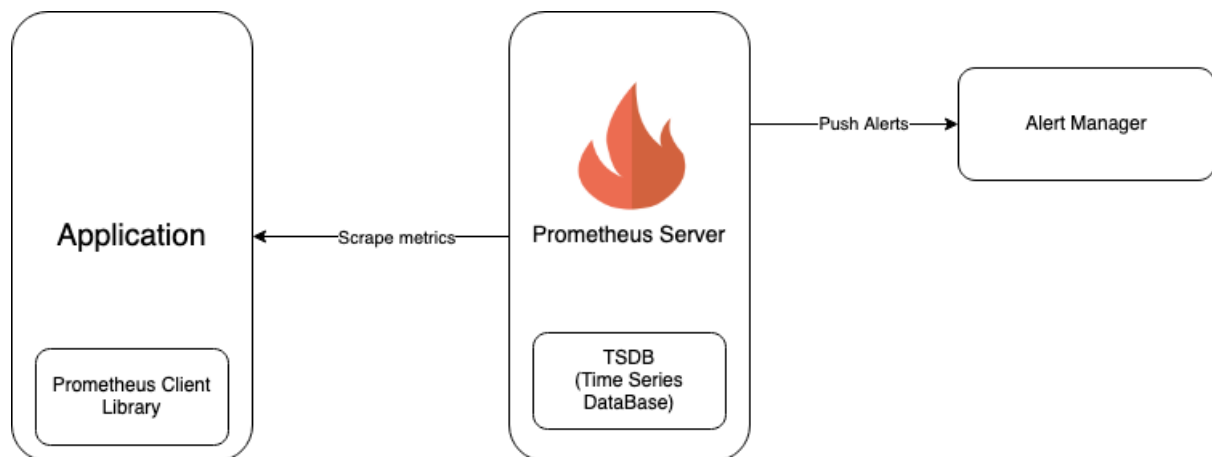 Application
Prometheus Client
Library
Scrape metrics
Prometheus Server
TSDB
(Time Series
DataBase)
Push Alerts
Alert Manager